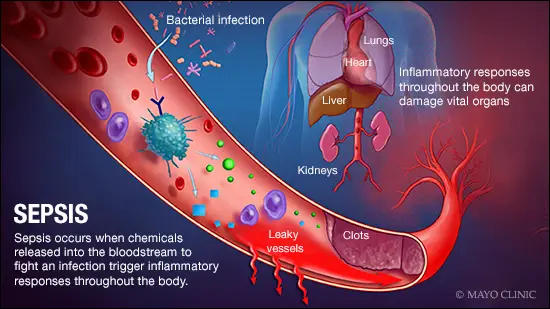 Bacterial infection
Lungs
Heart
Liver
Kidneys
Inflammatory responses
throughout the body can
damage vital organs
SEPSIS
Sepsis occurs when chemicals
released into the bloodstream to
fight an infection trigger inflammatory
responses throughout the body.
Leaky
vessels
Clots
© MAYO CLINIC